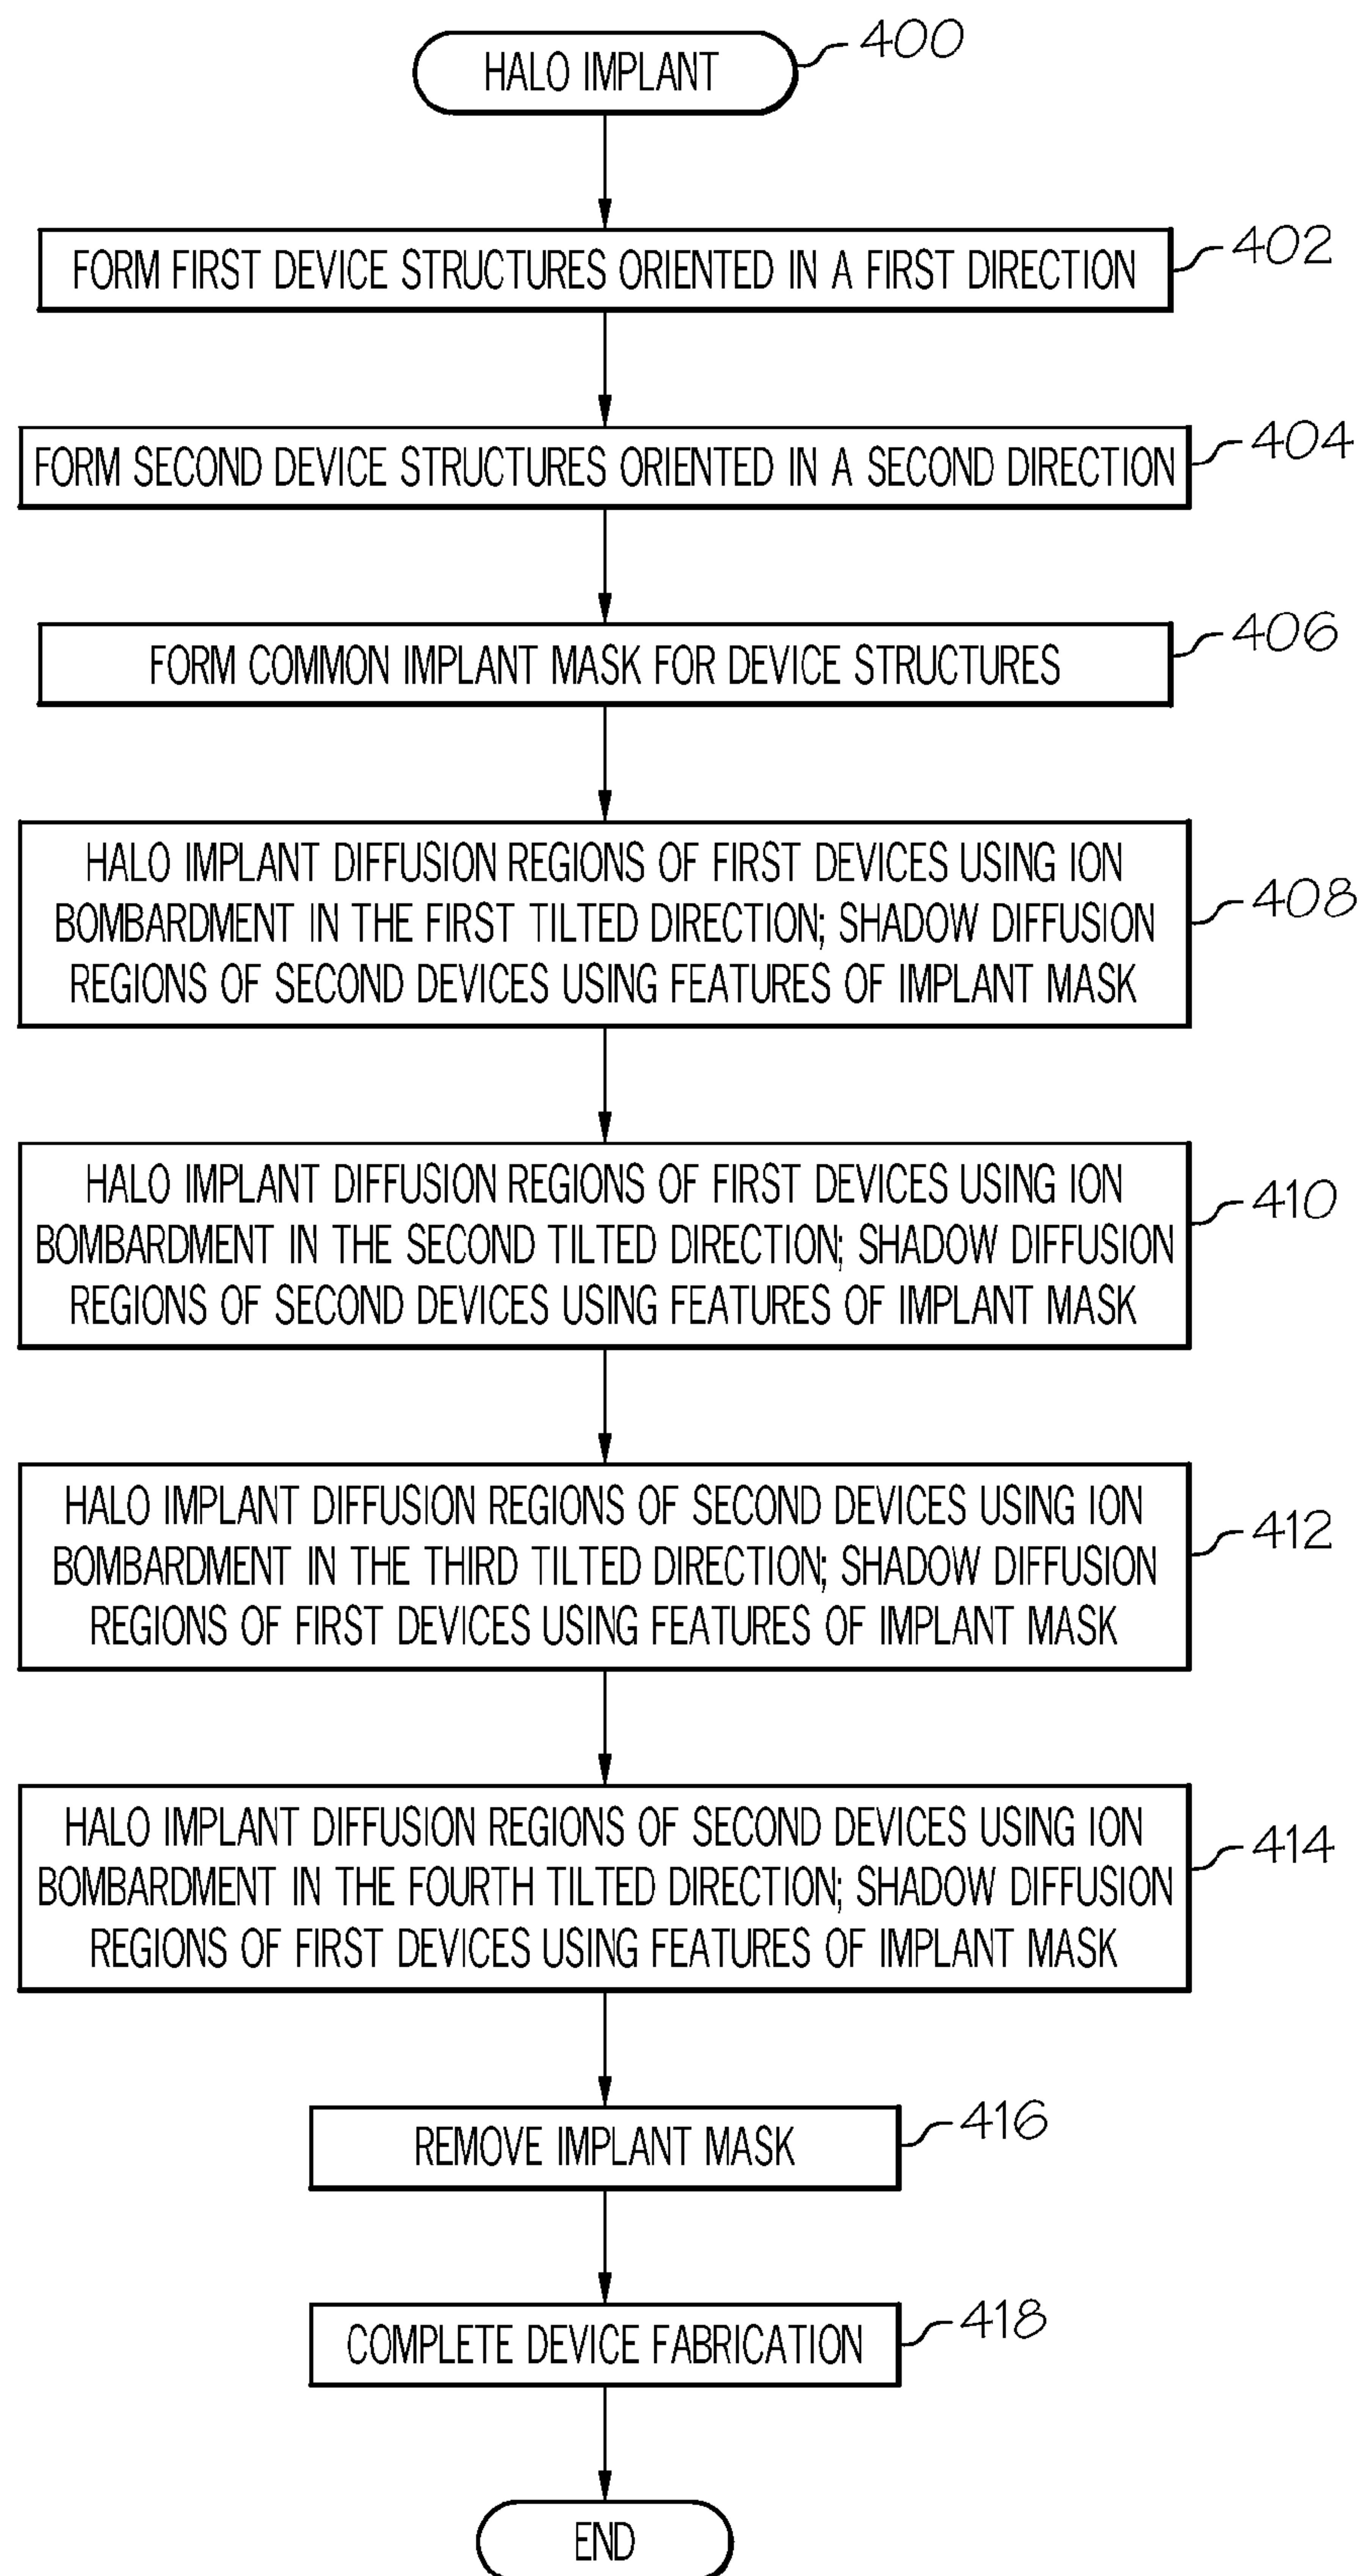 HALO IMPLANT
400
FORM FIRST DEVICE STRUCTURES ORIENTED IN A FIRST DIRECTION
402
FORM SECOND DEVICE STRUCTURES ORIENTED IN A SECOND DIRECTION
404
FORM COMMON IMPLANT MASK FOR DEVICE STRUCTURES
406
HALO IMPLANT DIFFUSION REGIONS OF FIRST DEVICES USING ION
BOMBARDMENT IN THE FIRST TILTED DIRECTION; SHADOW DIFFUSION
REGIONS OF SECOND DEVICES USING FEATURES OF IMPLANT MASK
408
HALO IMPLANT DIFFUSION REGIONS OF FIRST DEVICES USING ION
BOMBARDMENT IN THE SECOND TILTED DIRECTION; SHADOW DIFFUSION
REGIONS OF SECOND DEVICES USING FEATURES OF IMPLANT MASK
410
HALO IMPLANT DIFFUSION REGIONS OF SECOND DEVICES USING ION
BOMBARDMENT IN THE THIRD TILTED DIRECTION; SHADOW DIFFUSION
REGIONS OF FIRST DEVICES USING FEATURES OF IMPLANT MASK
412
HALO IMPLANT DIFFUSION REGIONS OF SECOND DEVICES USING ION
BOMBARDMENT IN THE FOURTH TILTED DIRECTION; SHADOW DIFFUSION
REGIONS OF FIRST DEVICES USING FEATURES OF IMPLANT MASK
414
REMOVE IMPLANT MASK
416
COMPLETE DEVICE FABRICATION
418
END